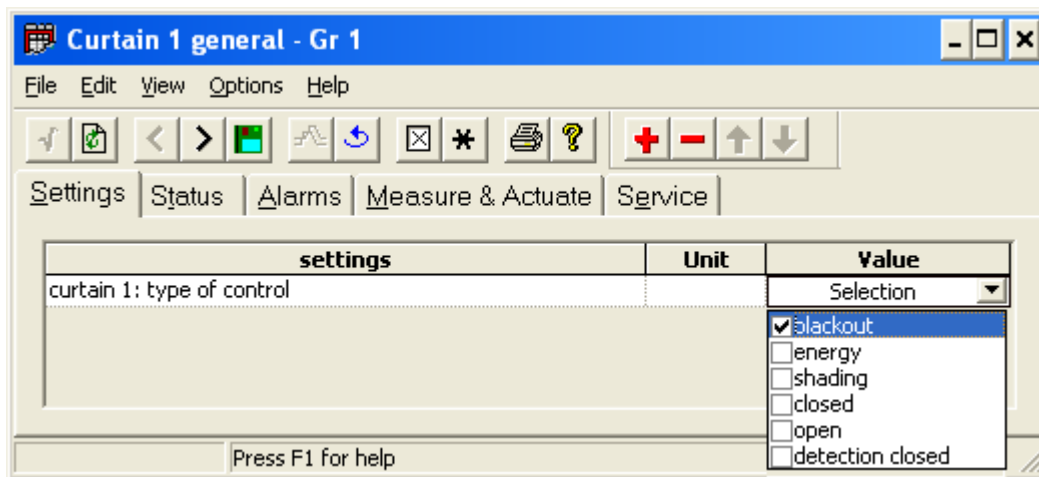 Curtain 1 general - Gr 1
File Edit View Options Help
Settings Status Alarms Measure & Actuate Service
settings Unit Value
curtain 1: type of control Selection
blackout
energy
shading
closed
open
detection closed
Press F1 for help